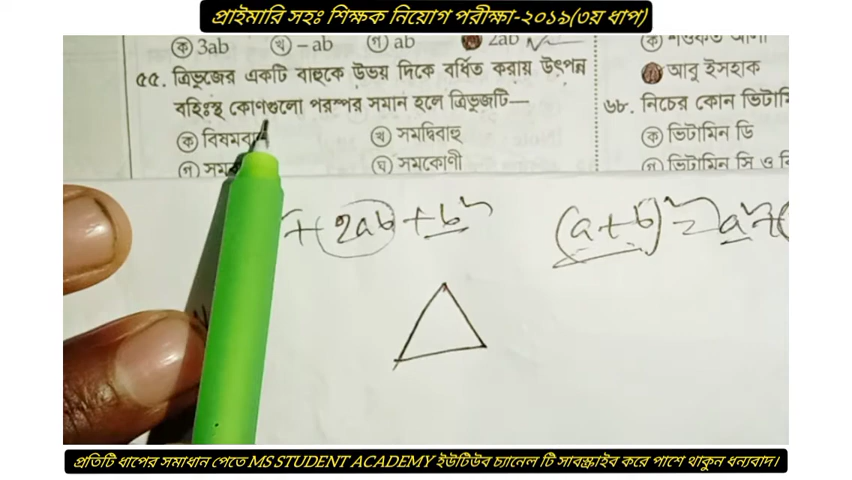 প্রাইমারি সহঃ শিক্ষক নিয়োগ পরীক্ষা-২০১৯(৩য় ধাপ)
ক 3ab খ – ab গ ab 2ab
৫৫. ত্রিভুজের একটি বাহুকে উভয় দিকে বর্ধিত করায় উৎপন্ন
বহিঃস্থ কোণগুলো পরস্পর সমান হলে ত্রিভুজটি—
ক বিষমবা খ সমদ্বিবাহু
গ ঘ সমকোণী
আবু ইসহাক
৬৮. নিচের কোন
ক ভিটামিন ডি
গ ভিটামিন সি ও
+ 2ab + b²
(a + b)² = a² +
প্রতিটি ধাপের সমাধান পেতে MS STUDENT ACADEMY ইউটিউব চ্যানেল টি সাবস্ক্রাইব করে পাশে থাকুন ধন্যবাদ।